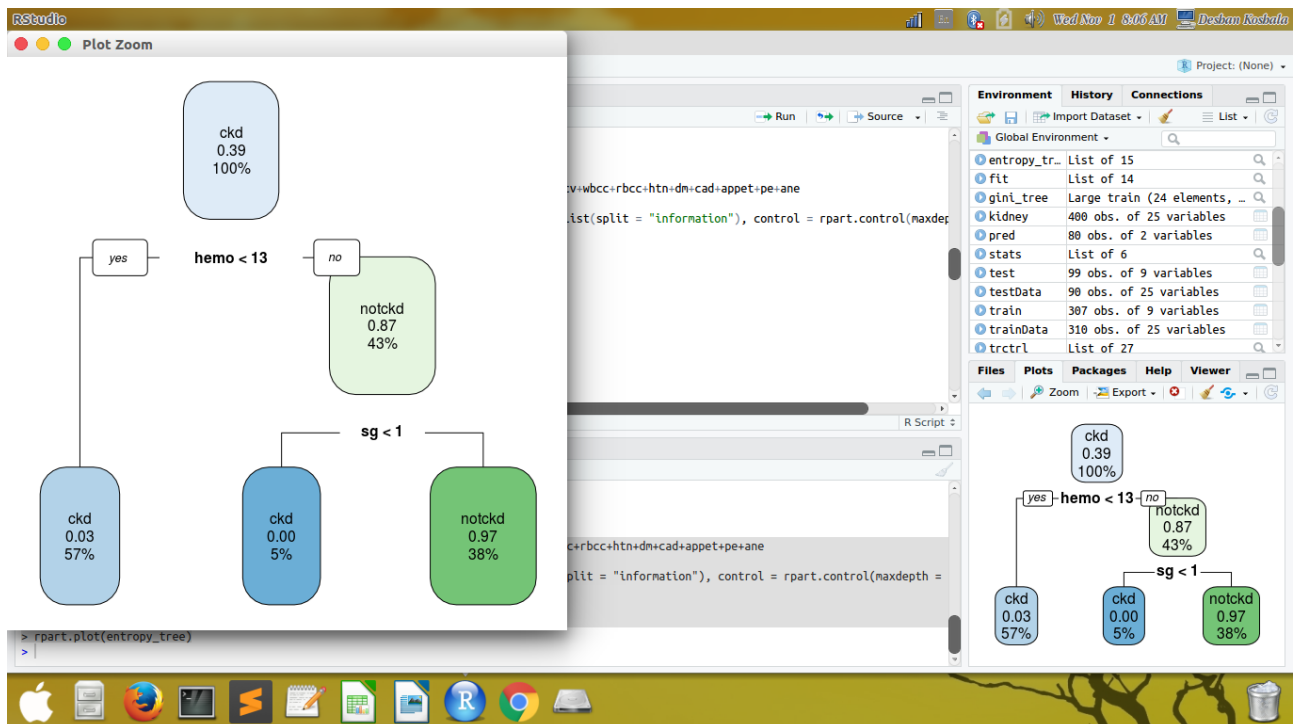 RStudio
Wed Nov 1 8:06 AM Deshan Koshala
Plot Zoom
ckd
0.39
100%
yes
hemo < 13
no
notckd
0.87
43%
sg < 1
ckd
0.03
57%
ckd
0.00
5%
notckd
0.97
38%
Project: (None)
Run
Source
cv+wbcc+rbcc+htn+dm+cad+appet+pe+ane
list(split = "information"), control = rpart.control(maxdep
R Script
c+rbcc+htn+dm+cad+appet+pe+ane
plit = "information"), control = rpart.control(maxdepth =
> rpart.plot(entropy_tree)
>
Environment History Connections
Import Dataset
List
Global Environment
entropy_tr… List of 15
fit List of 14
gini_tree Large train (24 elements, …
kidney 400 obs. of 25 variables
pred 80 obs. of 2 variables
stats List of 6
test 99 obs. of 9 variables
testData 90 obs. of 25 variables
train 307 obs. of 9 variables
trainData 310 obs. of 25 variables
trctrl List of 27
Files Plots Packages Help Viewer
Zoom Export
ckd
0.39
100%
yes hemo < 13 no
notckd
0.87
43%
sg < 1
ckd
0.03
57%
ckd
0.00
5%
notckd
0.97
38%